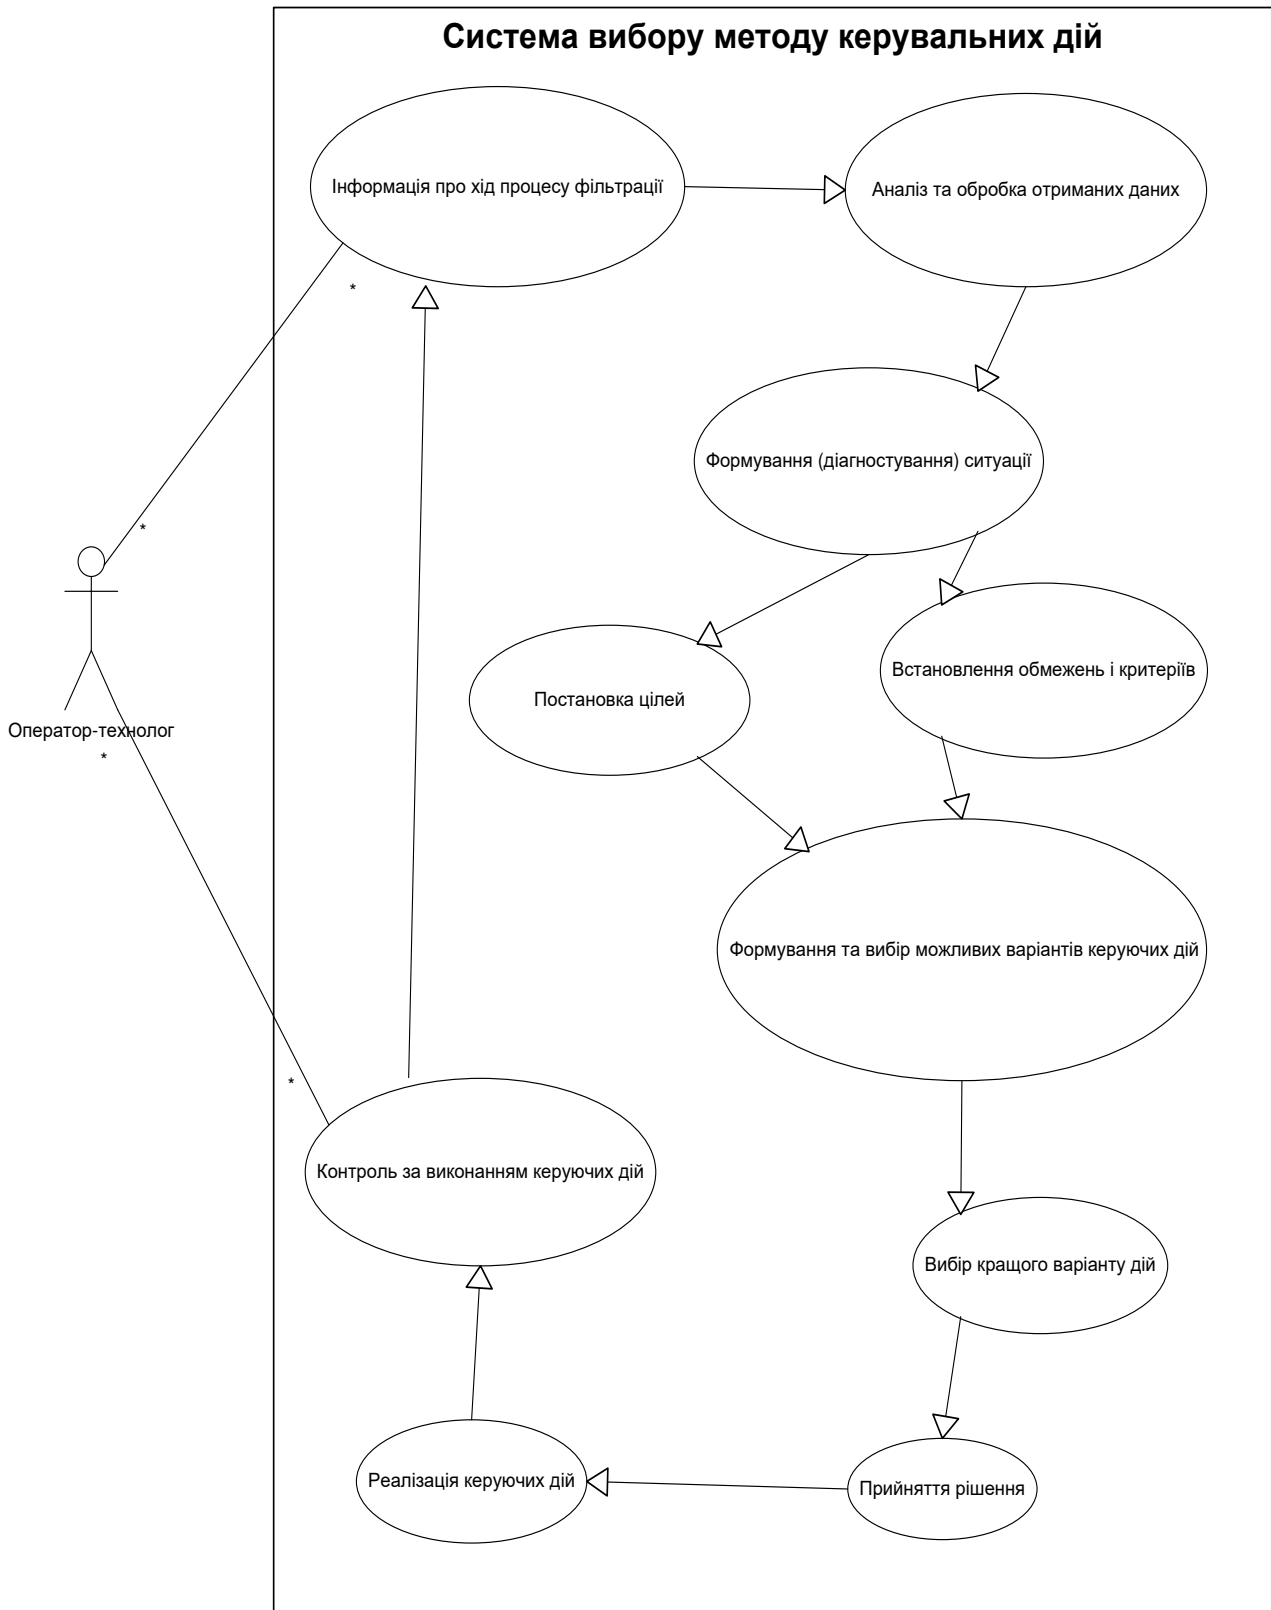 Система вибору методу керувальних дій
Інформація про хід процесу фільтрації
Аналіз та обробка отриманих даних
*
Формування (діагностування) ситуації
*
Встановлення обмежень і критеріїв
Постановка цілей
Оператор-технолог
*
Формування та вибір можливих варіантів керуючих дій
*
Контроль за виконанням керуючих дій
Вибір кращого варіанту дій
Реалізація керуючих дій
Прийняття рішення